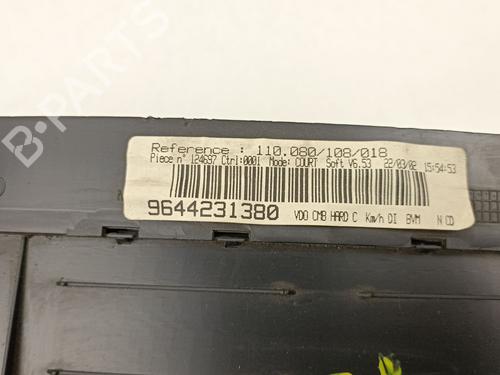 Reference : 110.080/108/018
Piece n° 124697 Ctrl:0001 Mode: COURT Soft V6.53 22/03/02 15:54:53
9644231380 VDO CMB HARD C Km/h DI BVM N CD